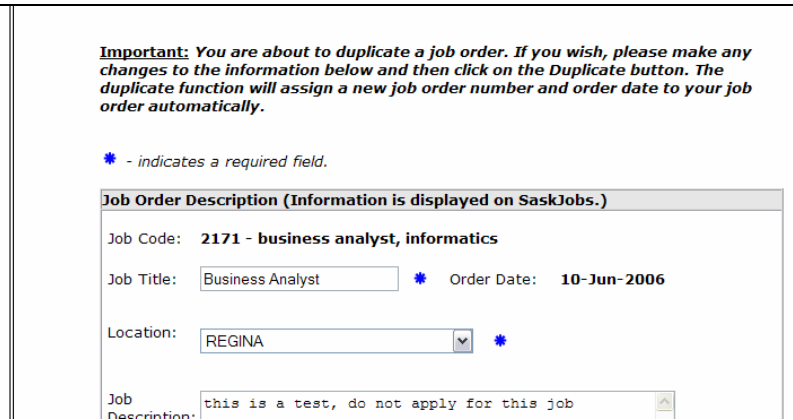 Important: You are about to duplicate a job order. If you wish, please make any
changes to the information below and then click on the Duplicate button. The
duplicate function will assign a new job order number and order date to your job
order automatically.
* - indicates a required field.
Job Order Description (Information is displayed on SaskJobs.)
Job Code: 2171 - business analyst, informatics
Job Title: Business Analyst * Order Date: 10-Jun-2006
Location: REGINA *
Job this is a test, do not apply for this job
Description: